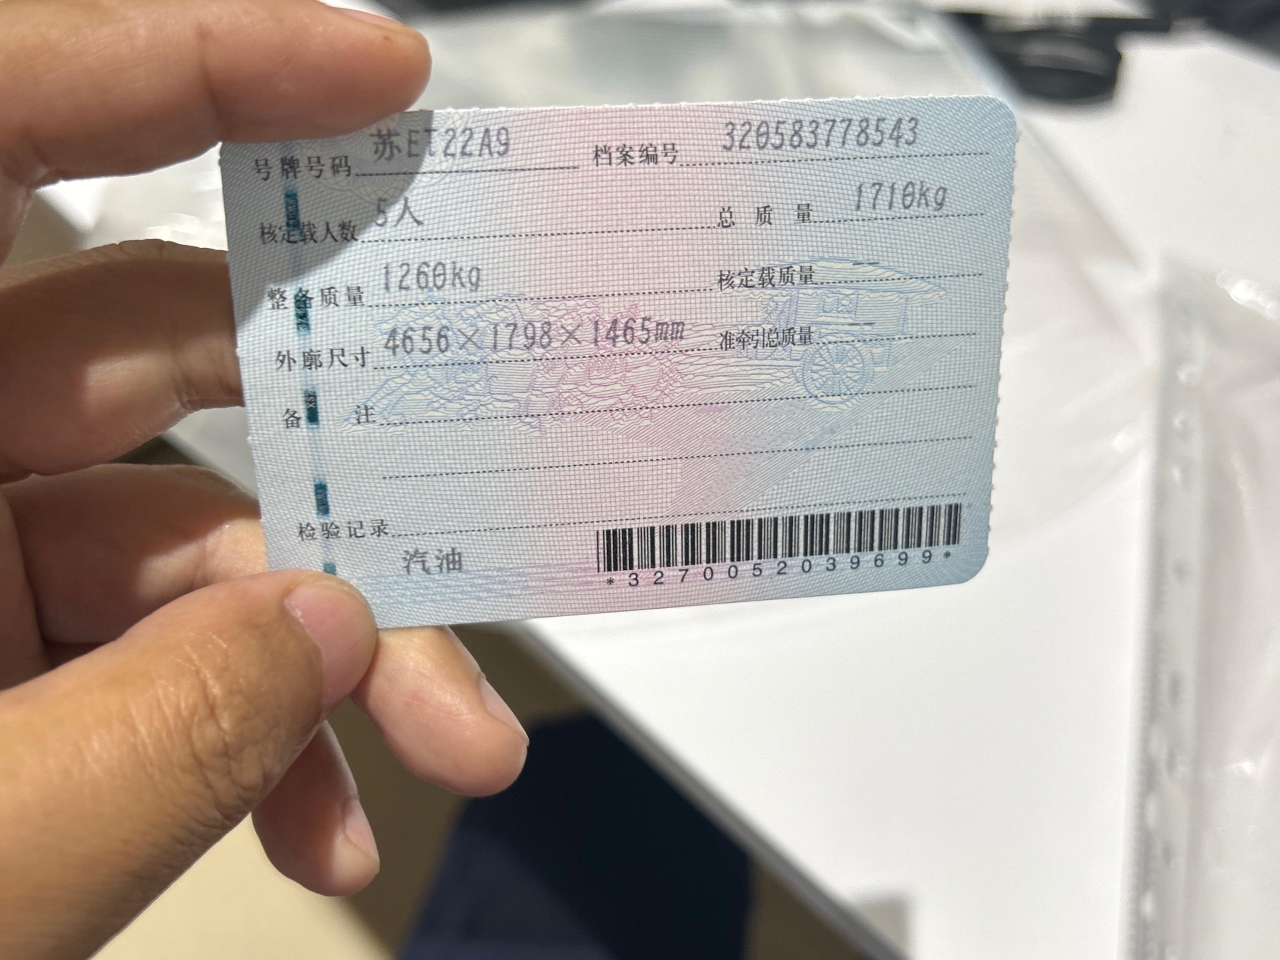 号牌号码 苏ET22A9 档案编号 320583778543
核定载人数 5人 总质量 1710kg
整备质量 1260kg 核定载质量 --
外廓尺寸 4656×1798×1465mm 准牵引总质量 --
备注
检验记录
汽油
*3270052039699*